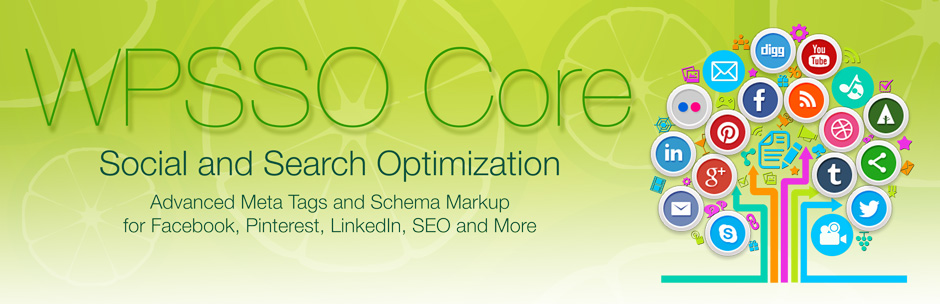 WPSSO Core
Social and Search Optimization
Advanced Meta Tags and Schema Markup
for Facebook, Pinterest, LinkedIn, SEO and More
digg
You
Tube
f
in
g+
t
S